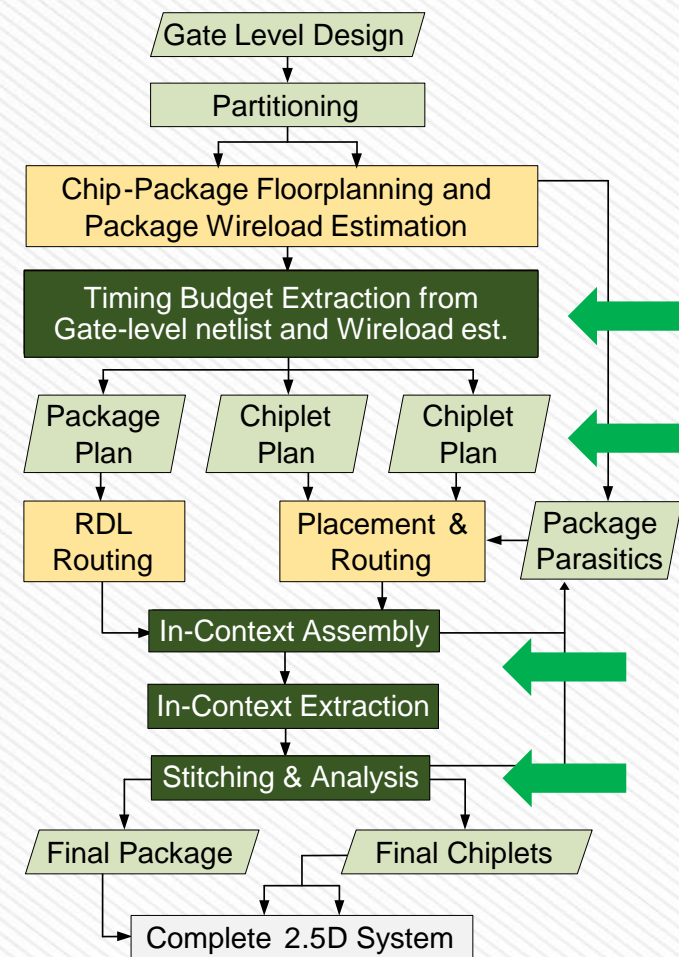 Gate Level Design
Partitioning
Chip-Package Floorplanning and
Package Wireload Estimation
Timing Budget Extraction from
Gate-level netlist and Wireload est.
Package
Plan
Chiplet
Plan
Chiplet
Plan
RDL
Routing
Placement &
Routing
Package
Parasitics
In-Context Assembly
In-Context Extraction
Stitching & Analysis
Final Package
Final Chiplets
Complete 2.5D System